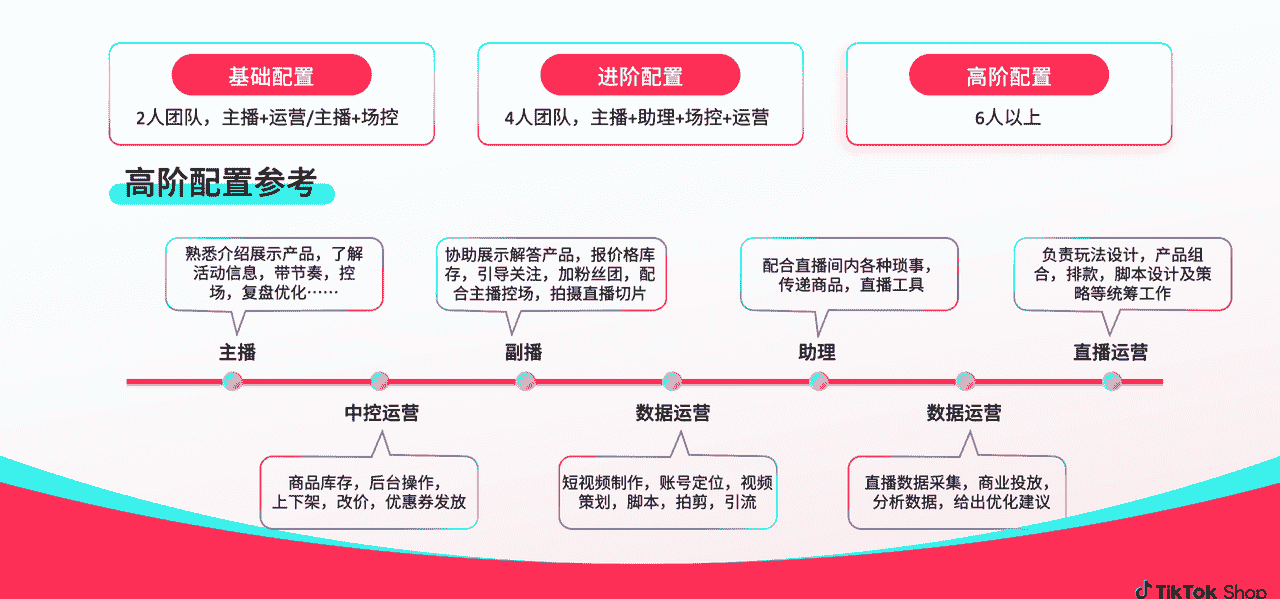 基础配置
2人团队，主播+运营/主播+场控
进阶配置
4人团队，主播+助理+场控+运营
高阶配置
6人以上
高阶配置参考
熟悉介绍展示产品，了解
活动信息，带节奏，控
场，复盘优化……
主播
协助展示解答产品，报价格库
存，引导关注，加粉丝团，配
合主播控场，拍摄直播切片
副播
配合直播间内各种琐事，
传递商品，直播工具
助理
负责玩法设计，产品组
合，排款，脚本设计及策
略等统筹工作
直播运营
中控运营
商品库存，后台操作，
上下架，改价，优惠券发放
数据运营
短视频制作，账号定位，视频
策划，脚本，拍剪，引流
数据运营
直播数据采集，商业投放，
分析数据，给出优化建议
TikTok Shop